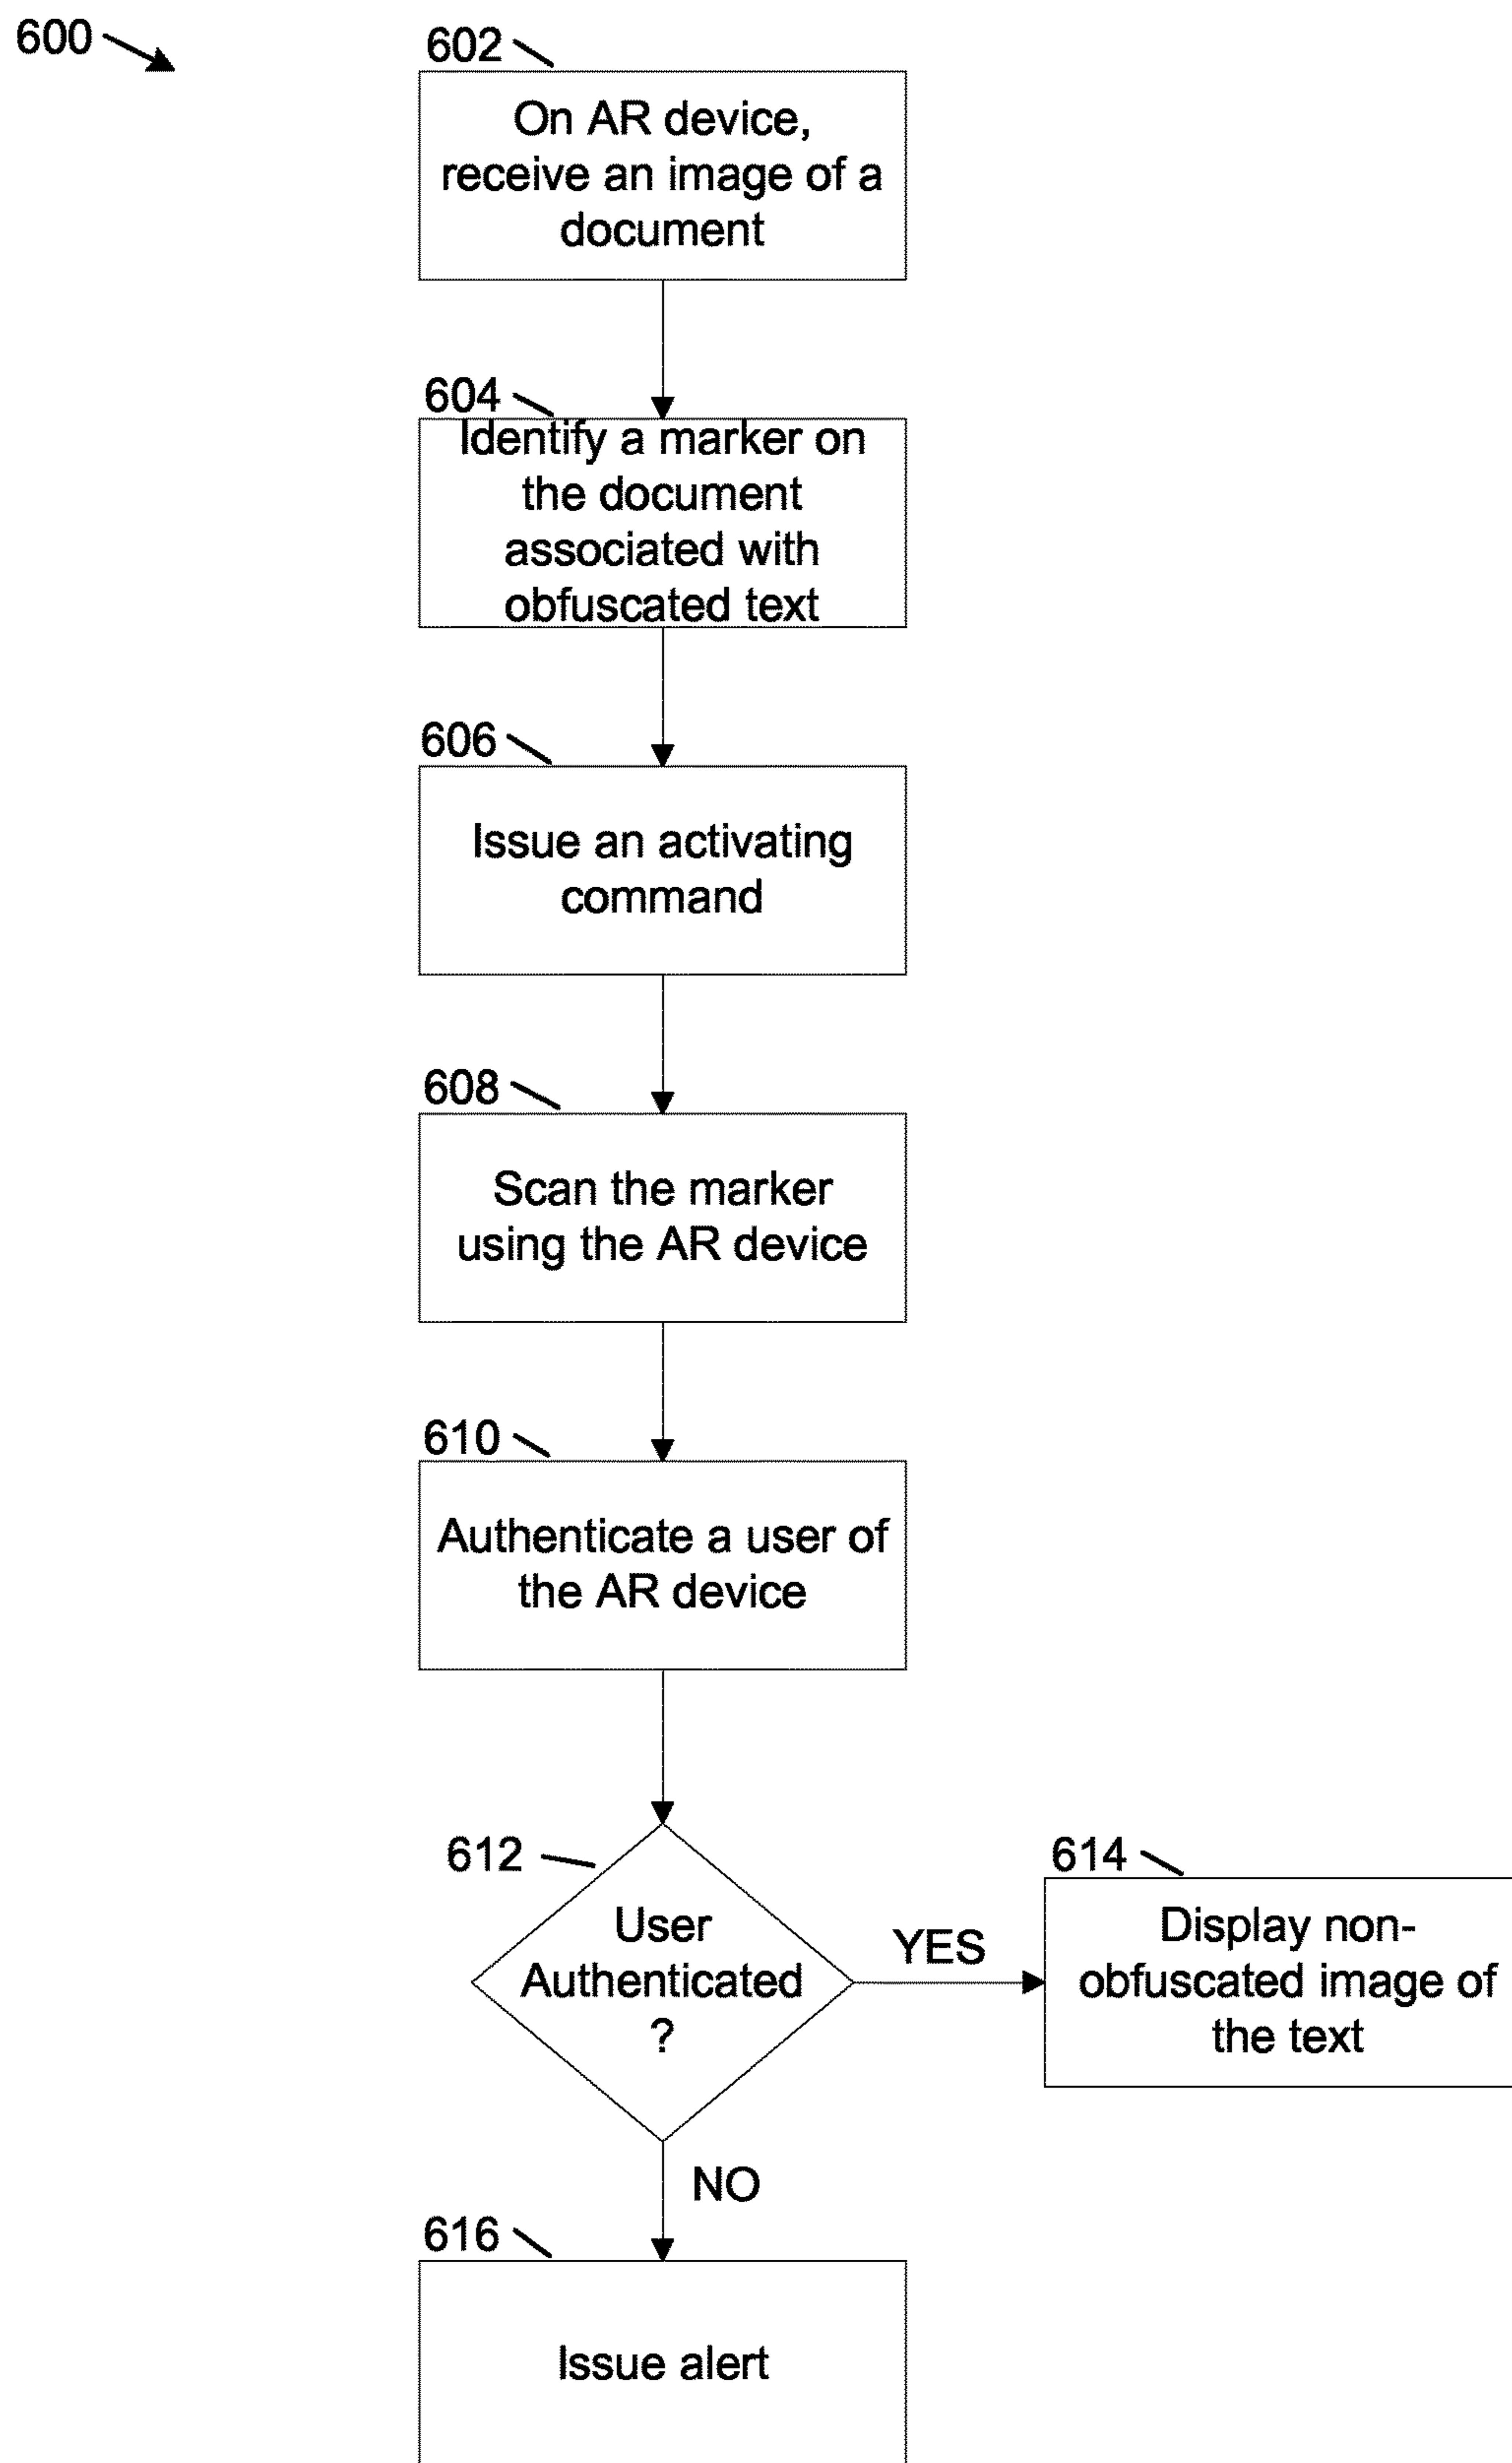 600
602
On AR device,
receive an image of a
document
604
Identify a marker on
the document
associated with
obfuscated text
606
Issue an activating
command
608
Scan the marker
using the AR device
610
Authenticate a user of
the AR device
612
User
Authenticated
?
YES
614
Display non-
obfuscated image of
the text
NO
616
Issue alert